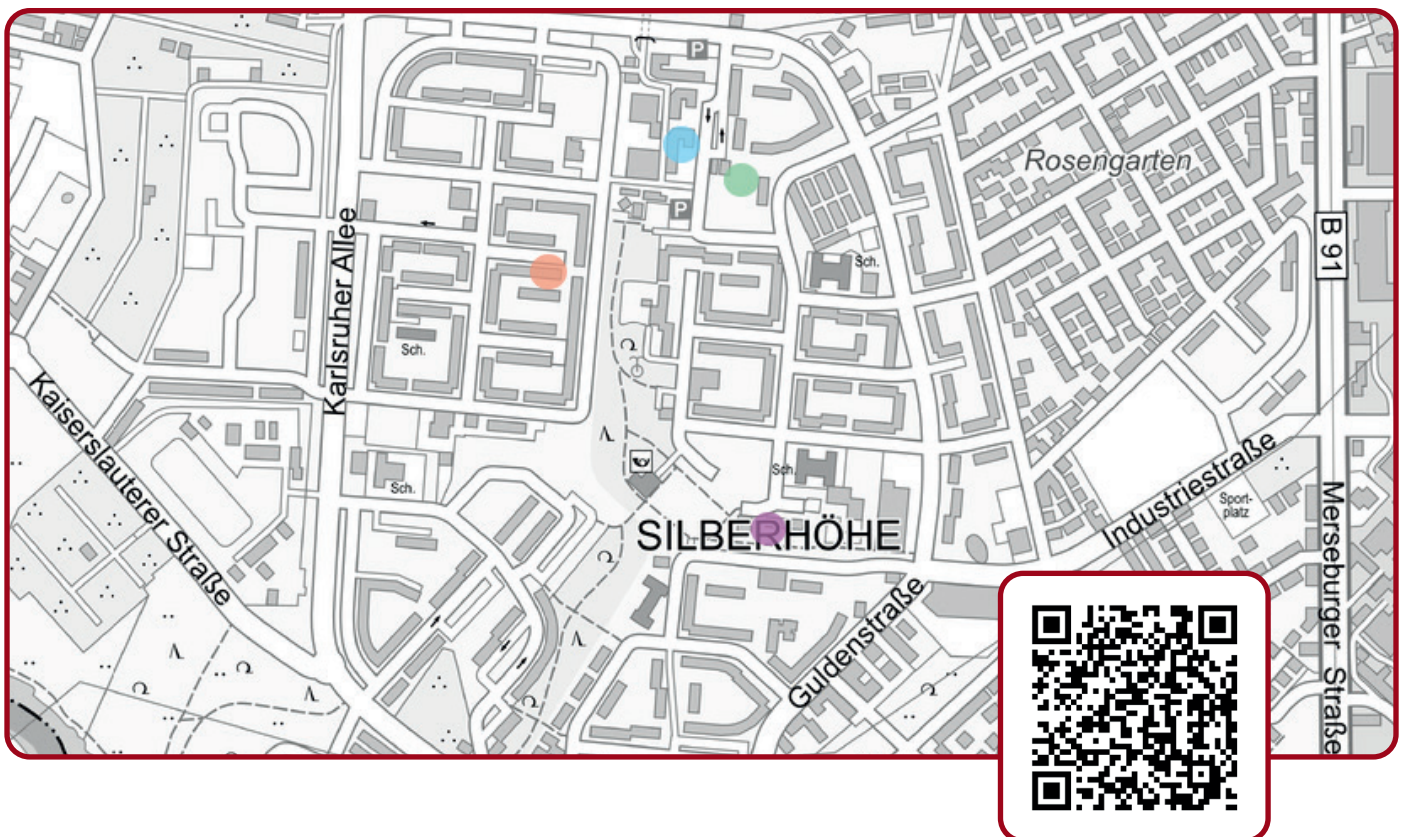 P
Rosengarten
P
B 91
Sch.
Karlsruher Allee
Sch.
Kaiserslauterer Straße
Sch.
Sch.
Industriestraße
Sport-
platz
SILBERHÖHE
Merseburger Straße
Guldenstraße